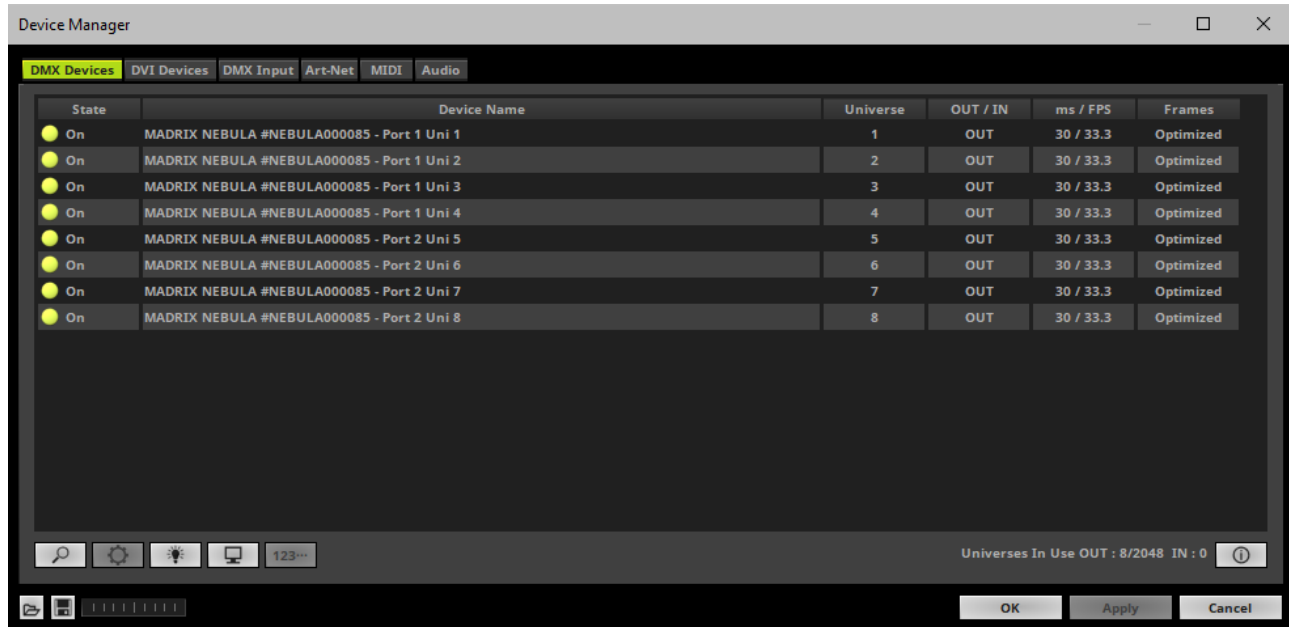 Device Manager
DMX Devices DVI Devices DMX Input Art-Net MIDI Audio
State Device Name Universe OUT / IN ms / FPS Frames
On MADRIX NEBULA #NEBULA000085 - Port 1 Uni 1 1 OUT 30 / 33.3 Optimized
On MADRIX NEBULA #NEBULA000085 - Port 1 Uni 2 2 OUT 30 / 33.3 Optimized
On MADRIX NEBULA #NEBULA000085 - Port 1 Uni 3 3 OUT 30 / 33.3 Optimized
On MADRIX NEBULA #NEBULA000085 - Port 1 Uni 4 4 OUT 30 / 33.3 Optimized
On MADRIX NEBULA #NEBULA000085 - Port 2 Uni 5 5 OUT 30 / 33.3 Optimized
On MADRIX NEBULA #NEBULA000085 - Port 2 Uni 6 6 OUT 30 / 33.3 Optimized
On MADRIX NEBULA #NEBULA000085 - Port 2 Uni 7 7 OUT 30 / 33.3 Optimized
On MADRIX NEBULA #NEBULA000085 - Port 2 Uni 8 8 OUT 30 / 33.3 Optimized
123... Universes In Use OUT : 8/2048 IN : 0
OK Apply Cancel